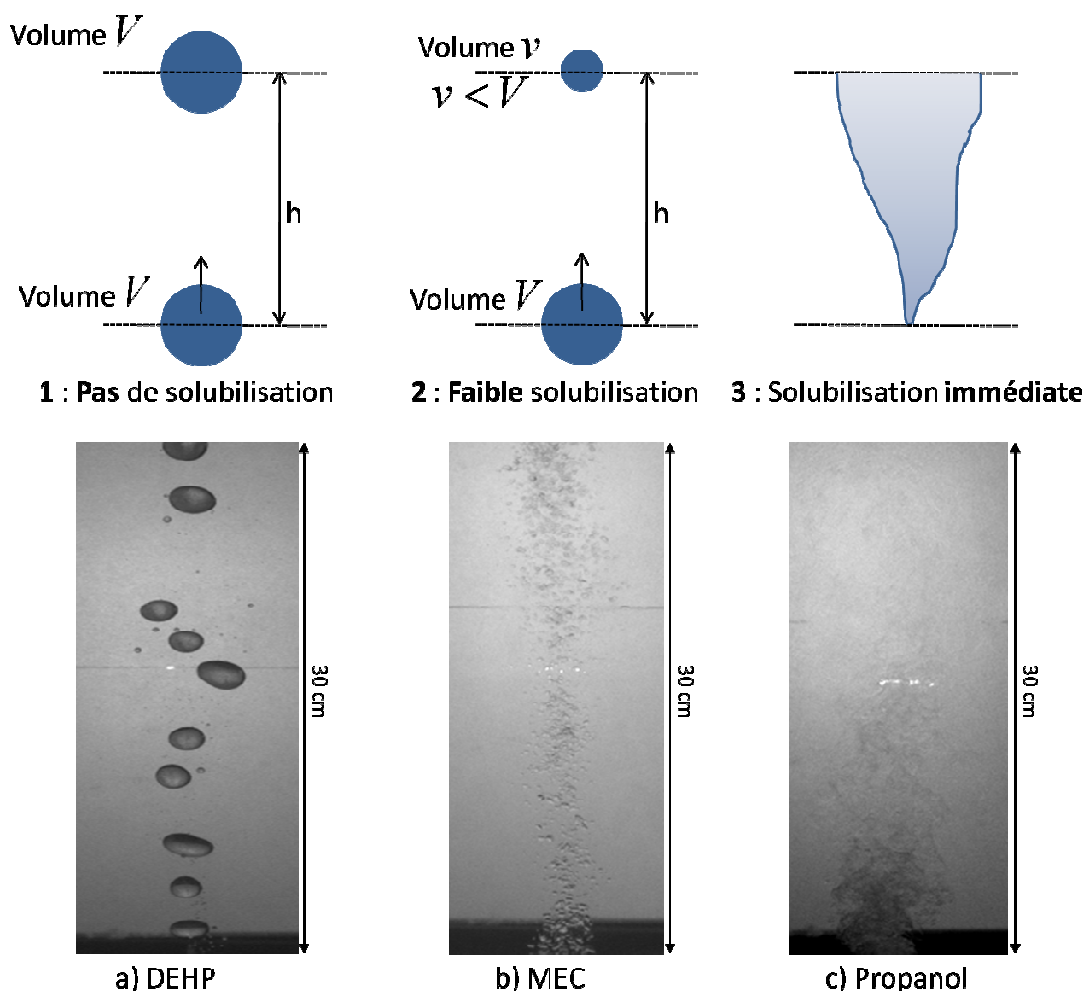 Volume V
Volume v
v < V
h
h
Volume V
Volume V
1 : Pas de solubilisation
2 : Faible solubilisation
3 : Solubilisation immédiate
30 cm
30 cm
30 cm
a) DEHP
b) MEC
c) Propanol